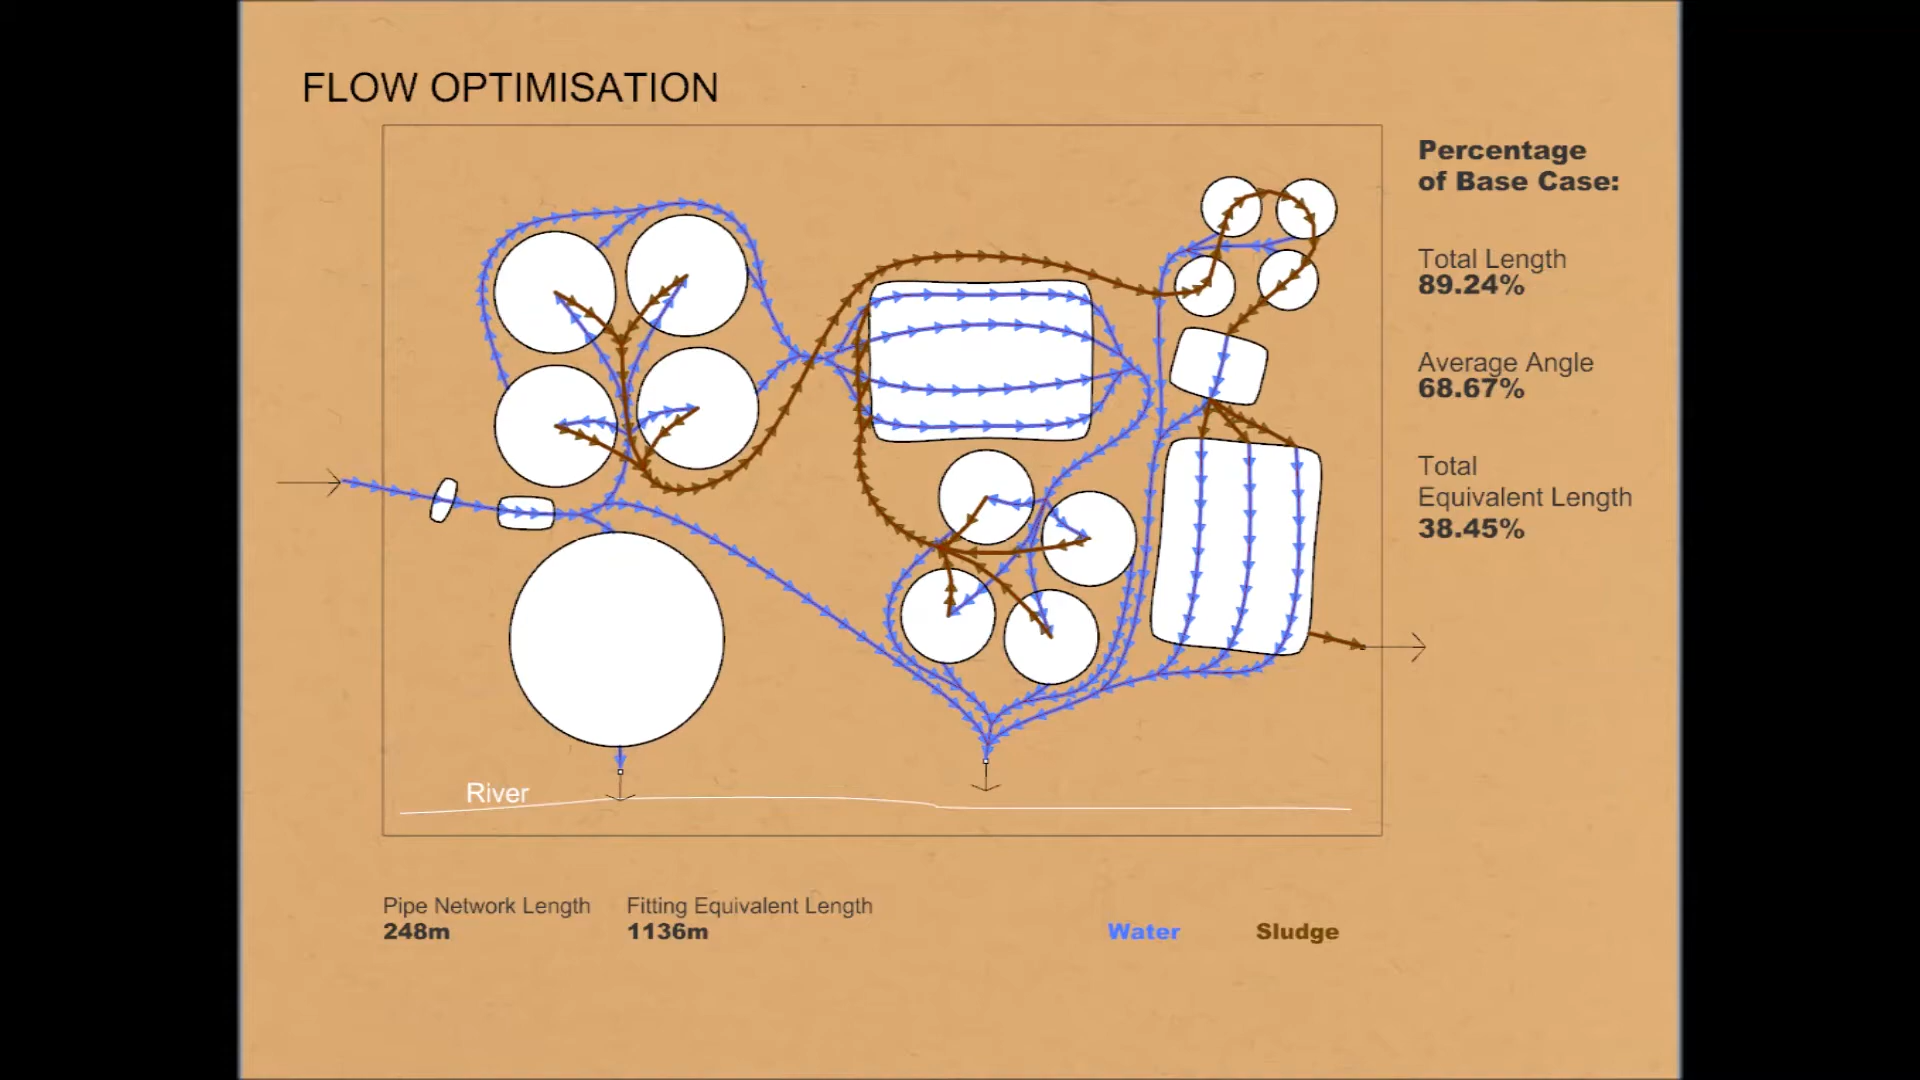 FLOW OPTIMISATION
Percentage
of Base Case:
Total Length
89.24%
Average Angle
68.67%
Total
Equivalent Length
38.45%
River
Pipe Network Length
248m
Fitting Equivalent Length
1136m
Water
Sludge